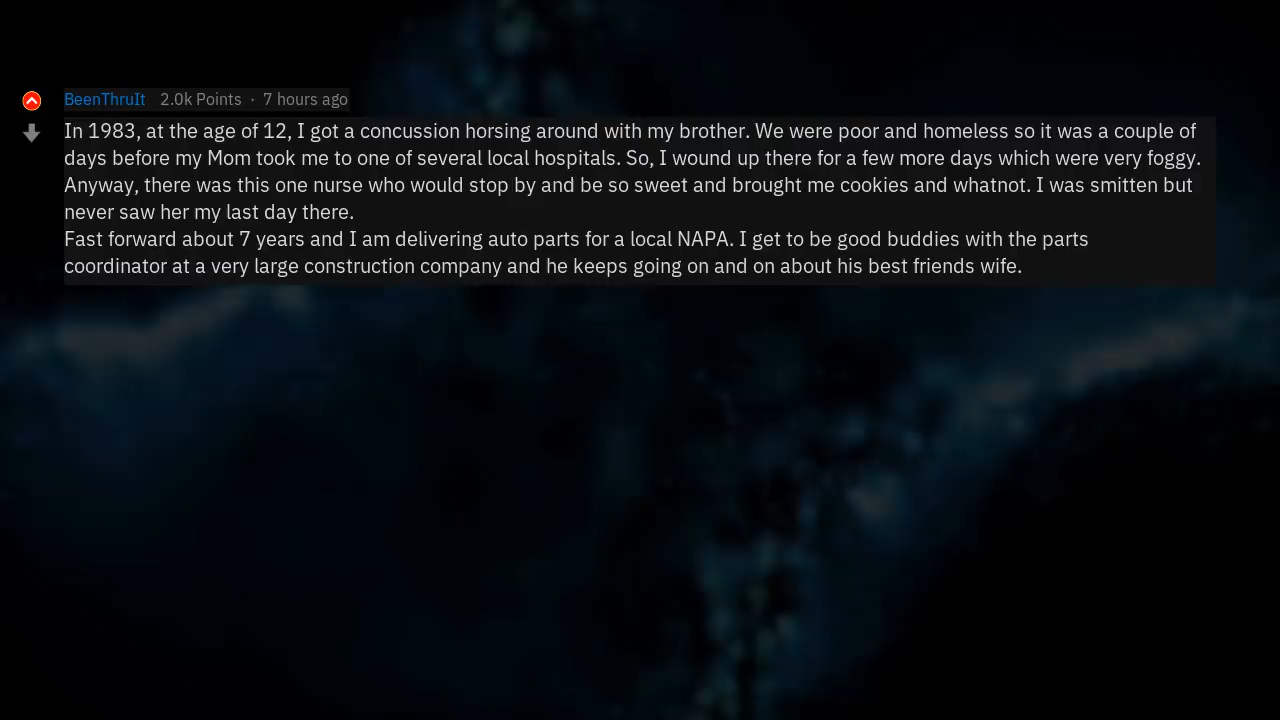 BeenThruIt 2.0k Points · 7 hours ago
In 1983, at the age of 12, I got a concussion horsing around with my brother. We were poor and homeless so it was a couple of
days before my Mom took me to one of several local hospitals. So, I wound up there for a few more days which were very foggy.
Anyway, there was this one nurse who would stop by and be so sweet and brought me cookies and whatnot. I was smitten but
never saw her my last day there.
Fast forward about 7 years and I am delivering auto parts for a local NAPA. I get to be good buddies with the parts
coordinator at a very large construction company and he keeps going on and on about his best friends wife.